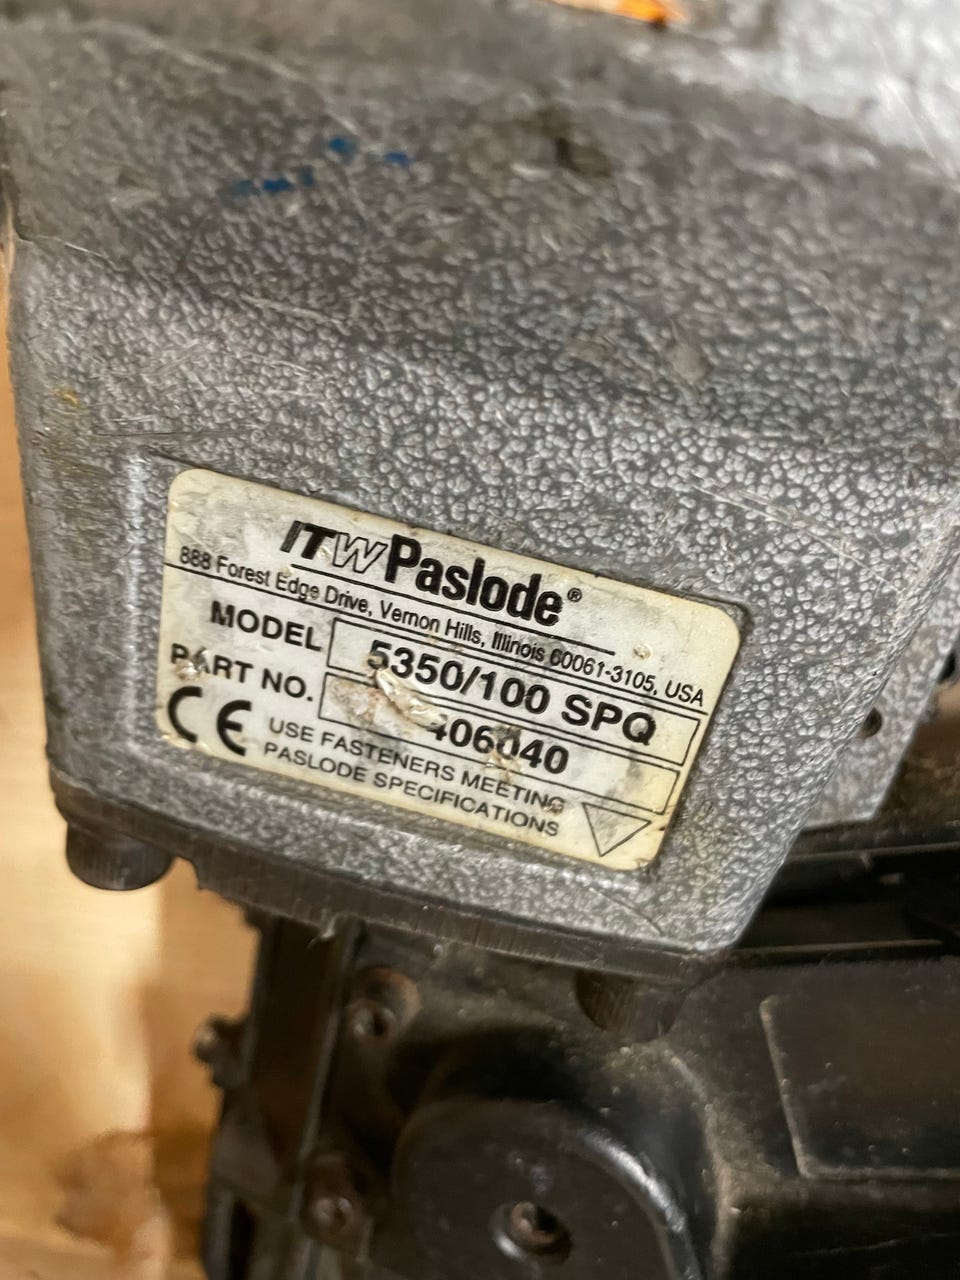 ITW Paslode®
888 Forest Edge Drive, Vernon Hills, Illinois 60061-3105, USA
MODEL 5350/100 SPQ
PART NO. 406040
CE USE FASTENERS MEETING
PASLODE SPECIFICATIONS